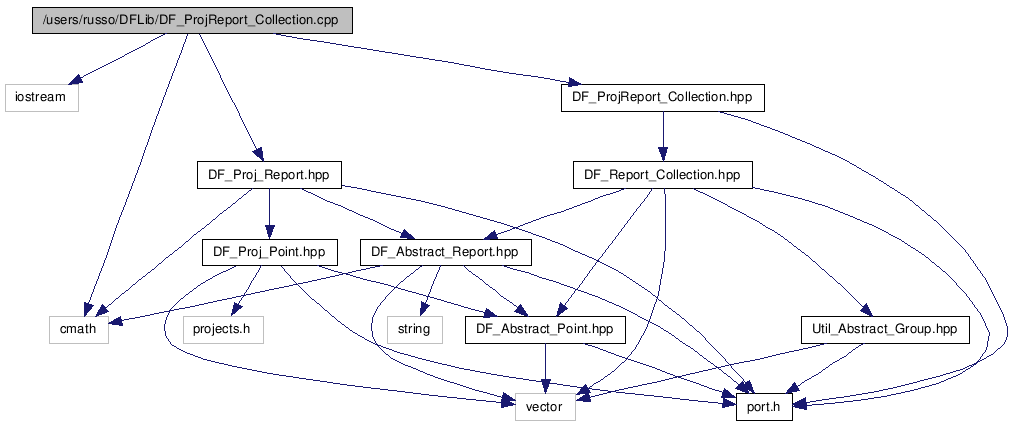 /users/russo/DFLib/DF_ProjReport_Collection.cpp
iostream
DF_ProjReport_Collection.hpp
DF_Proj_Report.hpp
DF_Report_Collection.hpp
DF_Proj_Point.hpp
DF_Abstract_Report.hpp
cmath
projects.h
string
DF_Abstract_Point.hpp
Util_Abstract_Group.hpp
vector
port.h